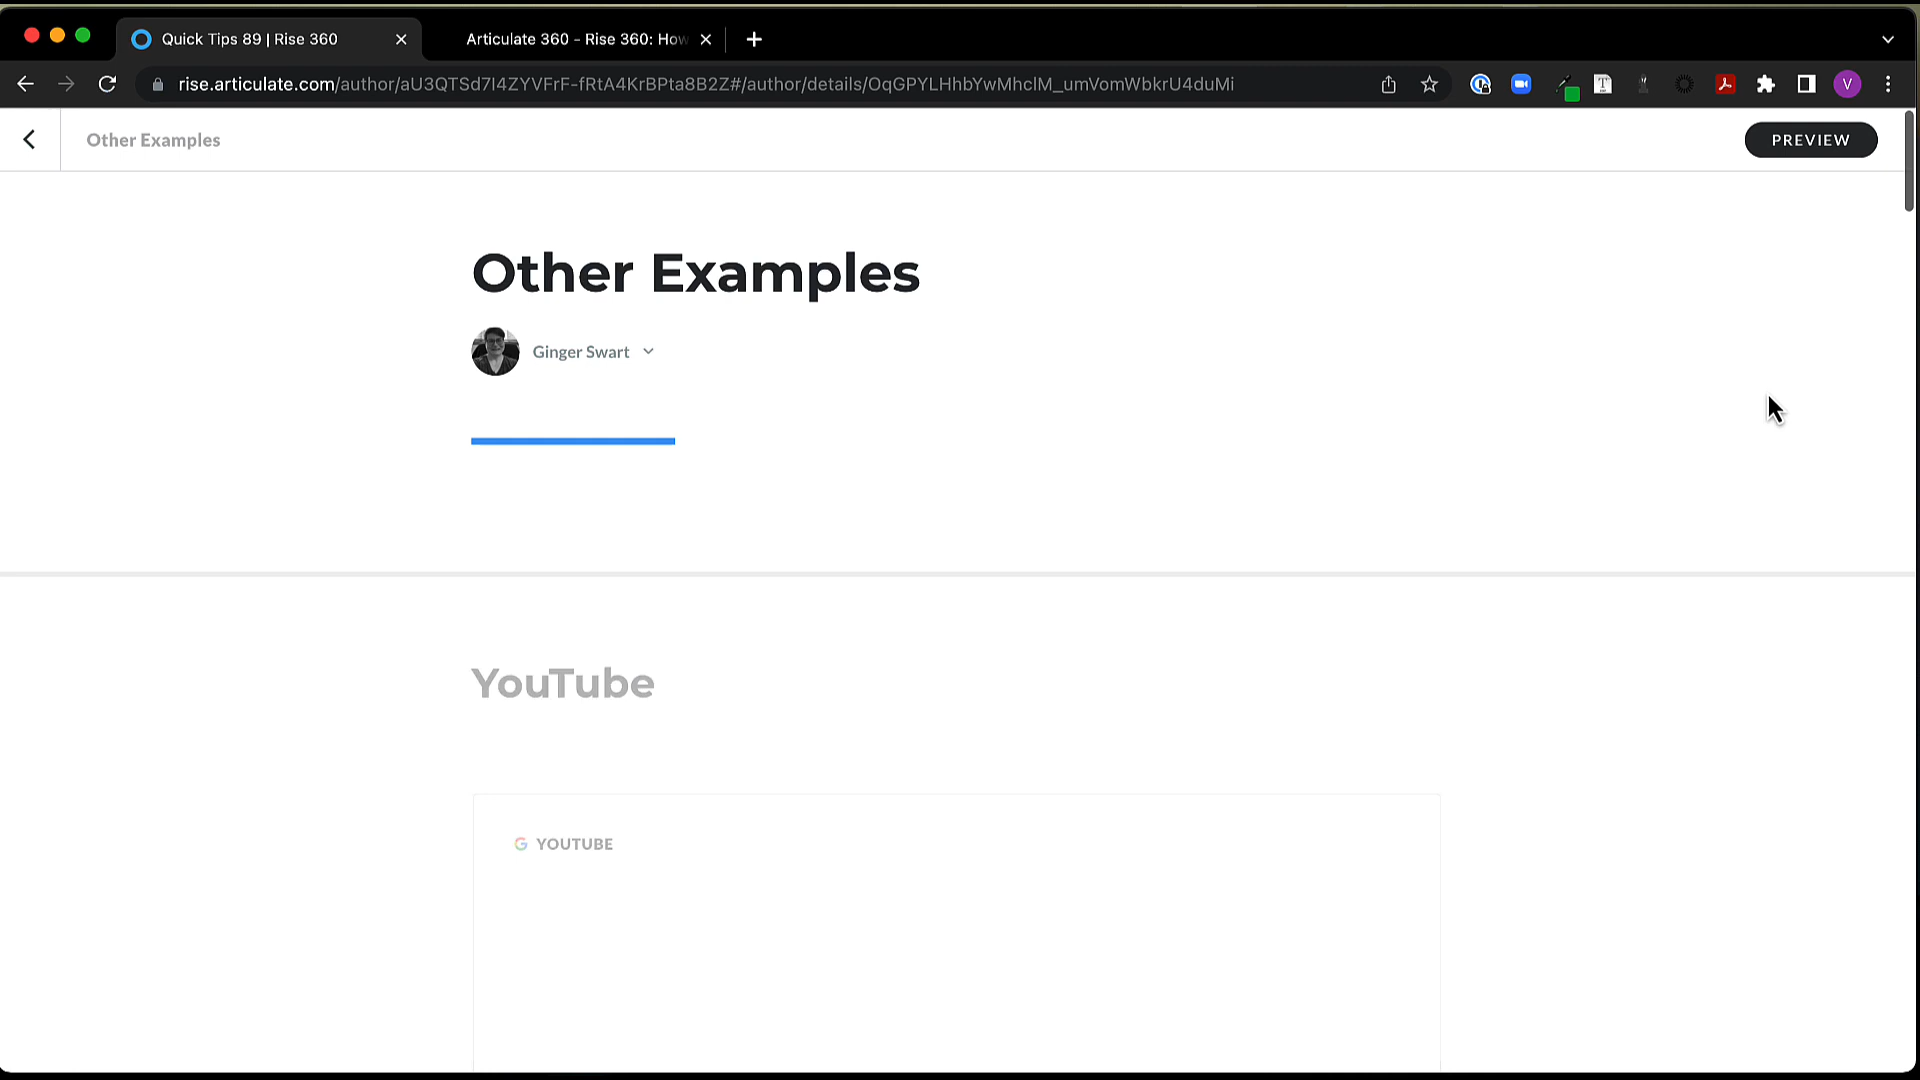 Quick Tips 89 | Rise 360
Articulate 360 - Rise 360: How
rise.articulate.com/author/aU3QTSd7I4ZYVFrF-fRtA4KrBPta8B2Z#/author/details/OqGPYLHhbYwMhclM_umVomWbkrU4duMi
V
Other Examples
PREVIEW
Other Examples
Ginger Swart
YouTube
YOUTUBE